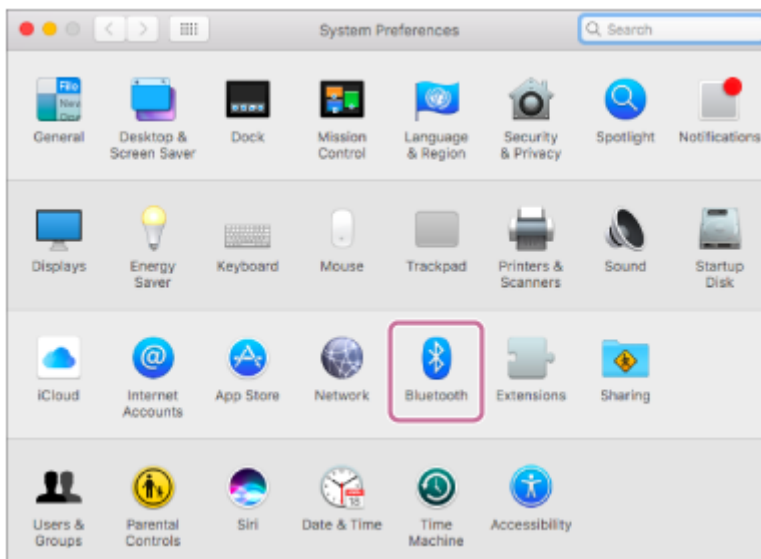 System Preferences
Search
General
Desktop &
Screen Saver
Dock
Mission
Control
Language
& Region
Security
& Privacy
Spotlight
Notifications
Displays
Energy
Saver
Keyboard
Mouse
Trackpad
Printers &
Scanners
Sound
Startup
Disk
iCloud
Internet
Accounts
App Store
Network
Bluetooth
Extensions
Sharing
Users &
Groups
Parental
Controls
Siri
Date & Time
Time
Machine
Accessibility